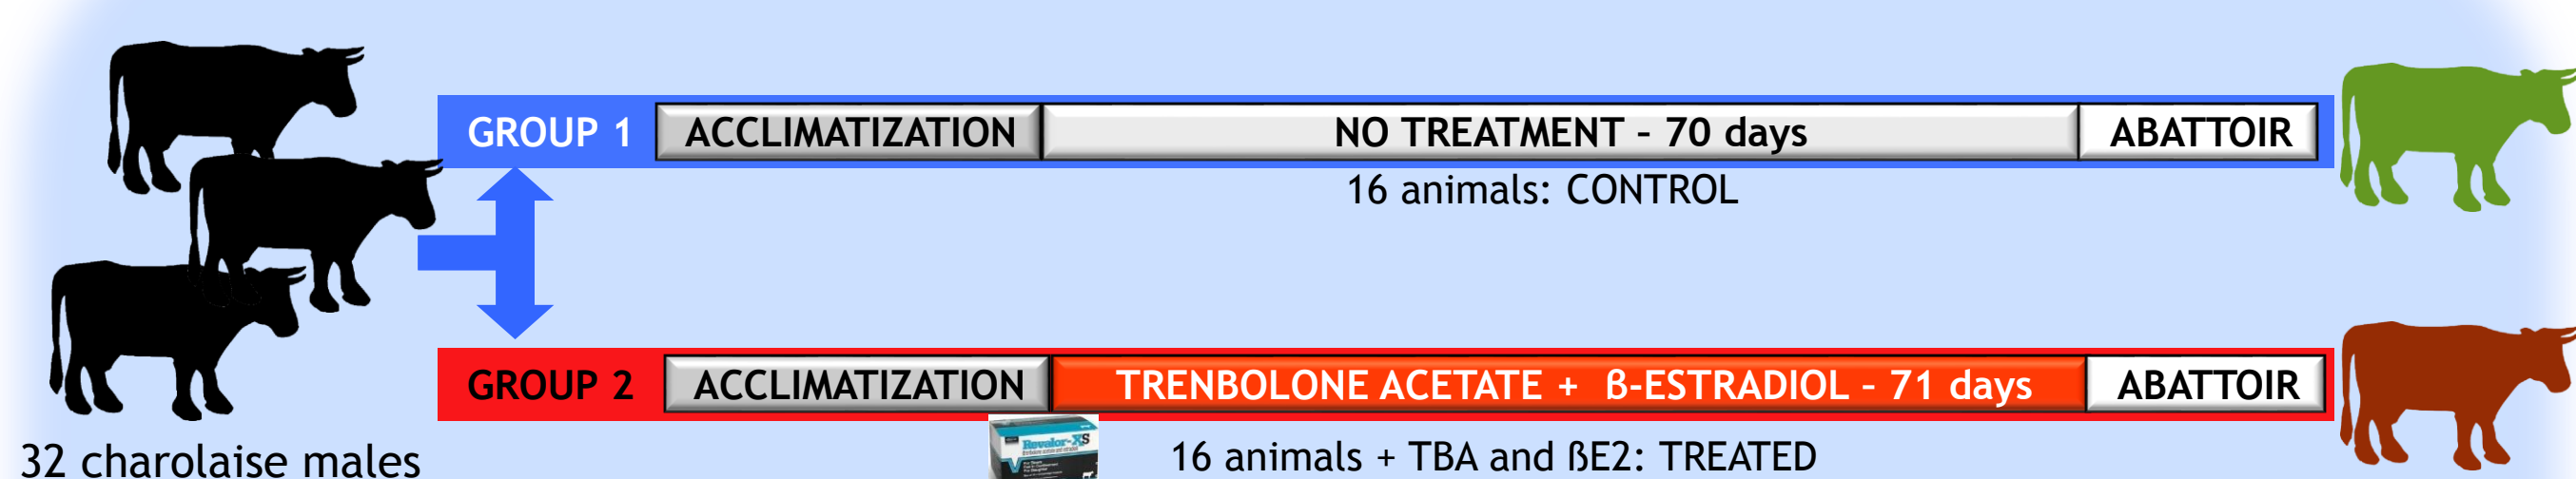 GROUP 1 ACCLIMATIZATION NO TREATMENT – 70 days ABATTOIR
16 animals: CONTROL
GROUP 2 ACCLIMATIZATION TRENBOLONE ACETATE + ß-ESTRADIOL – 71 days ABATTOIR
Revalor-XS
16 animals + TBA and ßE2: TREATED
32 charolaise males